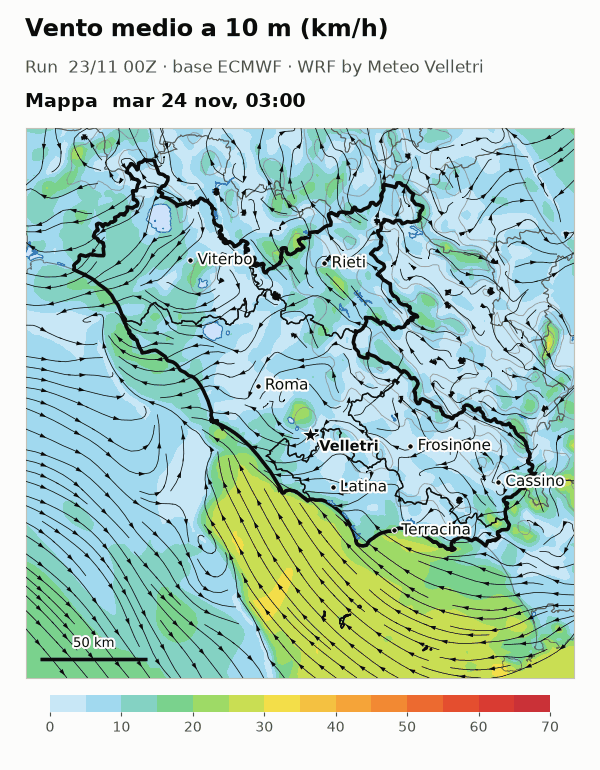 Vento medio a 10 m (km/h)
Run  23/11 00Z · base ECMWF · WRF by Meteo Velletri
Mappa  mar 24 nov, 03:00
Viterbo
Rieti
Roma
Velletri
Frosinone
Cassino
Latina
Terracina
50 km
0 10 20 30 40 50 60 70